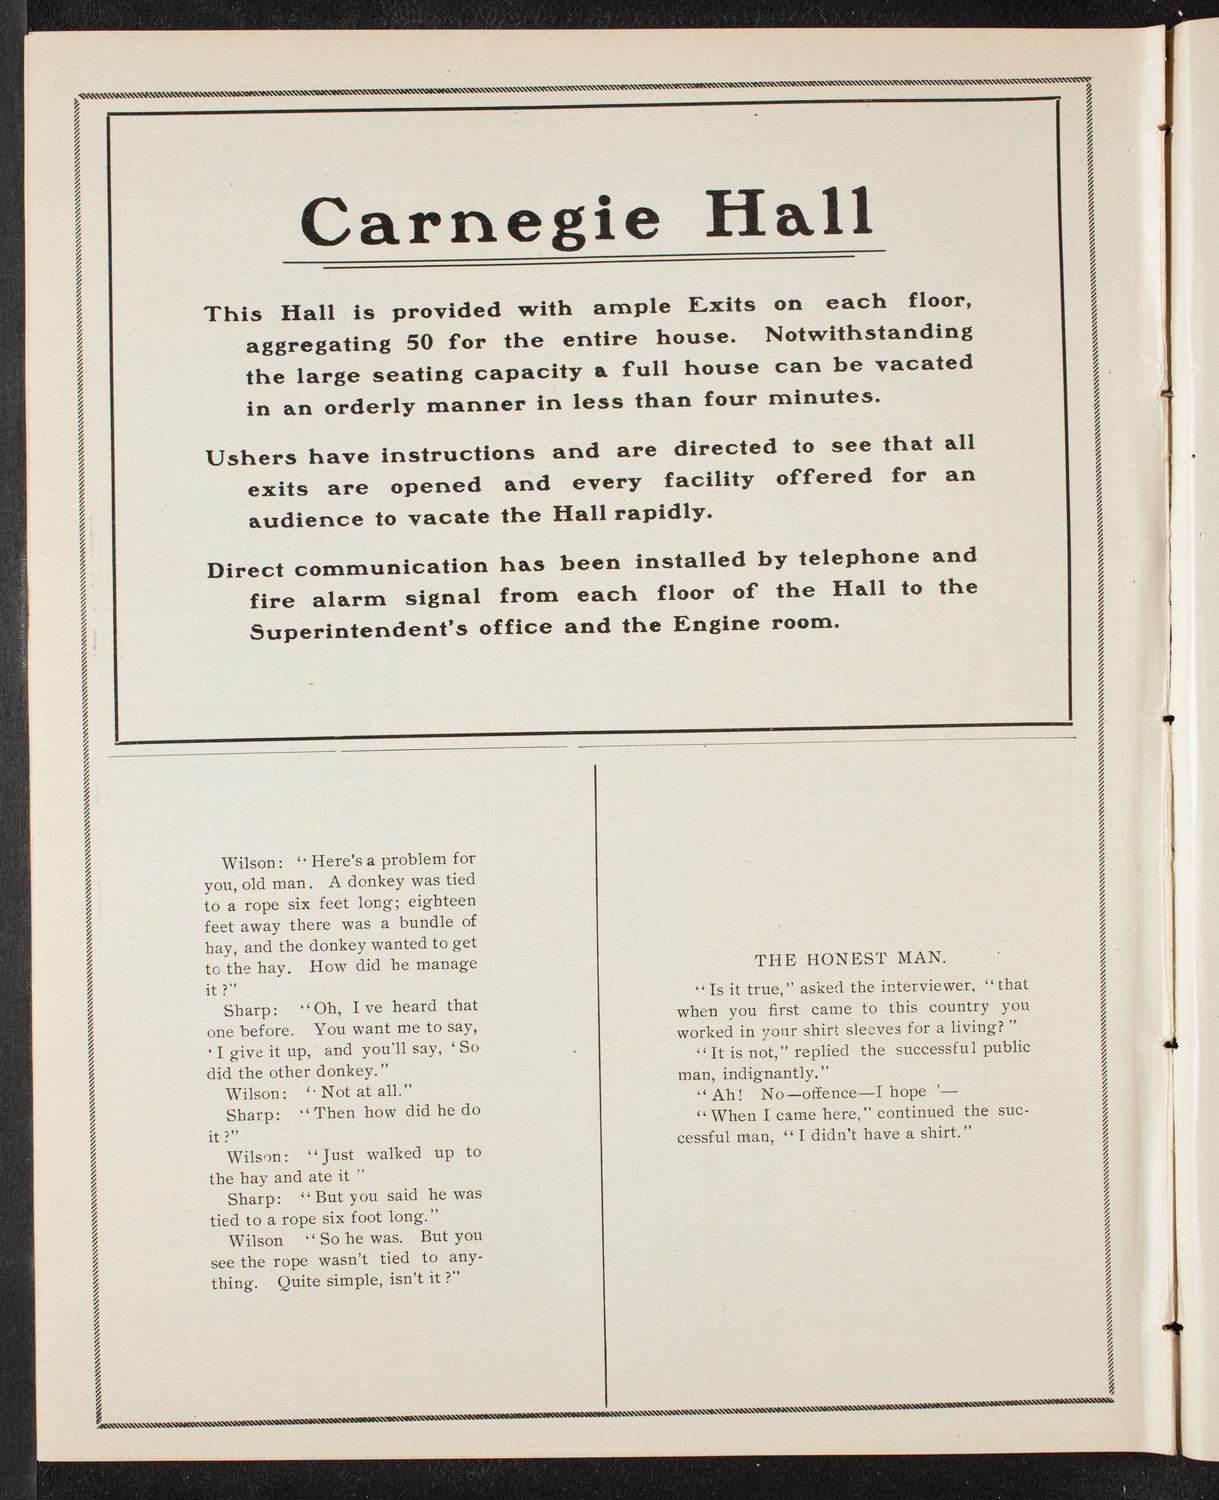 Carnegie Hall
This Hall is provided with ample Exits on each floor,
aggregating 50 for the entire house. Notwithstanding
the large seating capacity a full house can be vacated
in an orderly manner in less than four minutes.
Ushers have instructions and are directed to see that all
exits are opened and every facility offered for an
audience to vacate the Hall rapidly.
Direct communication has been installed by telephone and
fire alarm signal from each floor of the Hall to the
Superintendent's office and the Engine room.
Wilson: “Here's a problem for
you, old man. A donkey was tied
to a rope six feet long; eighteen
feet away there was a bundle of
hay, and the donkey wanted to get
to the hay. How did he manage
it?”
Sharp: “Oh, I ve heard that
one before. You want me to say,
‘I give it up, and you'll say, ‘So
did the other donkey.”
Wilson: “Not at all.”
Sharp: “Then how did he do
it?”
Wilson: “Just walked up to
the hay and ate it ”
Sharp: “But you said he was
tied to a rope six foot long.”
Wilson “So he was. But you
see the rope wasn't tied to any-
thing. Quite simple, isn't it?”
THE HONEST MAN.
“Is it true,” asked the interviewer, “that
when you first came to this country you
worked in your shirt sleeves for a living?”
“It is not,” replied the successful public
man, indignantly.”
“Ah! No—offence—I hope '—
“When I came here,” continued the suc-
cessful man, “I didn't have a shirt.”